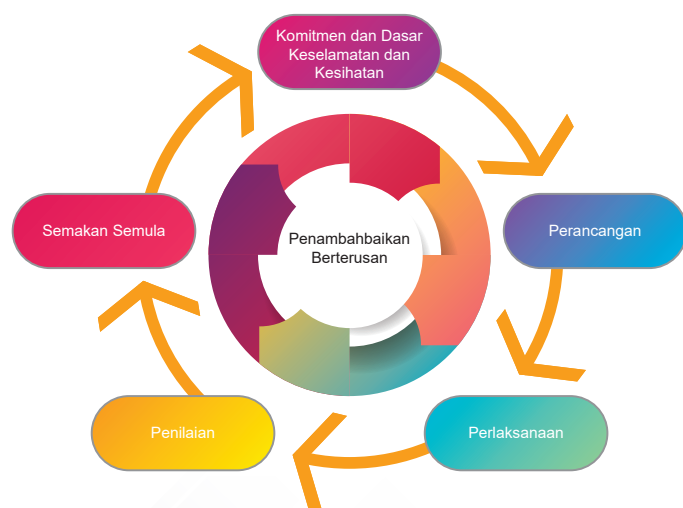 Komitmen dan Dasar
Keselamatan dan
Kesihatan
Perancangan
Perlaksanaan
Penilaian
Semakan Semula
Penambahbaikan
Berterusan